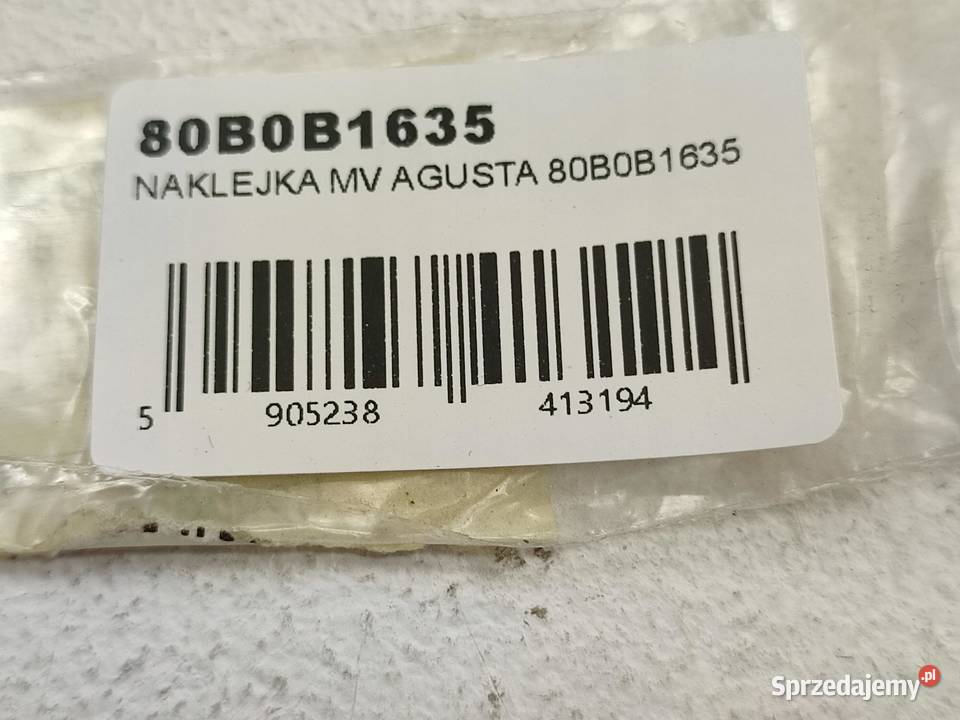 80B0B1635
NAKLEJKA MV AGUSTA 80B0B1635
5 905238 413194
Sprzedajemy.pl